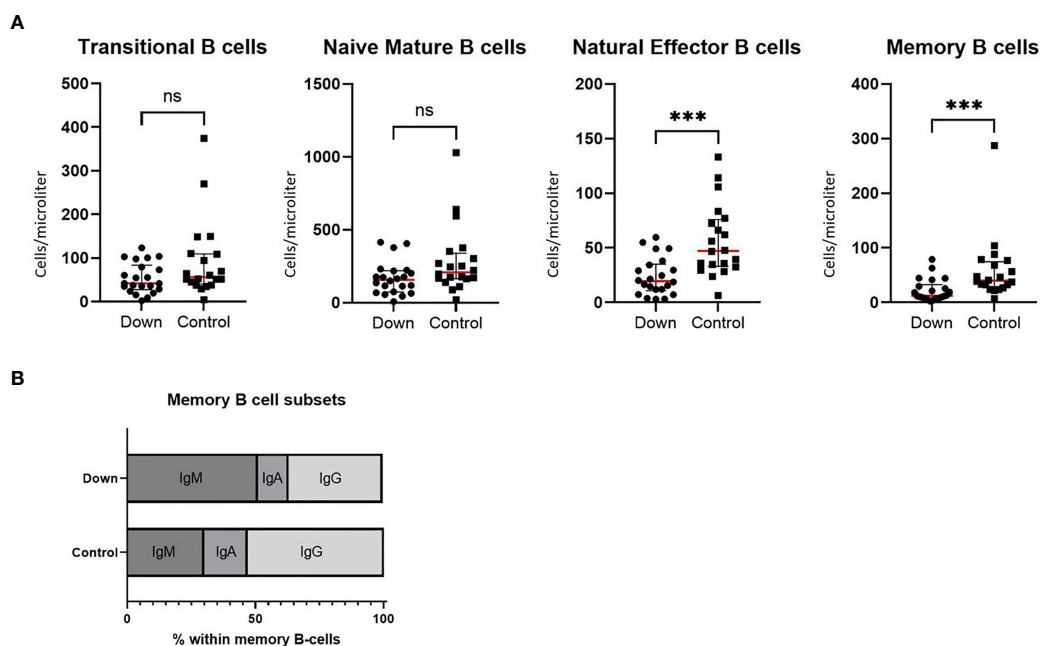 A
Transitional B cells
Cells/microliter
500
400
300
200
100
0
ns
Down
Control
Naive Mature B cells
Cells/microliter
1500
1000
500
0
ns
Down
Control
Natural Effector B cells
Cells/microliter
200
150
100
50
0
***
Down
Control
Memory B cells
Cells/microliter
400
300
200
100
0
***
Down
Control
B
Memory B cell subsets
Down
IgM
IgA
IgG
Control
IgM
IgA
IgG
0
50
100
% within memory B-cells